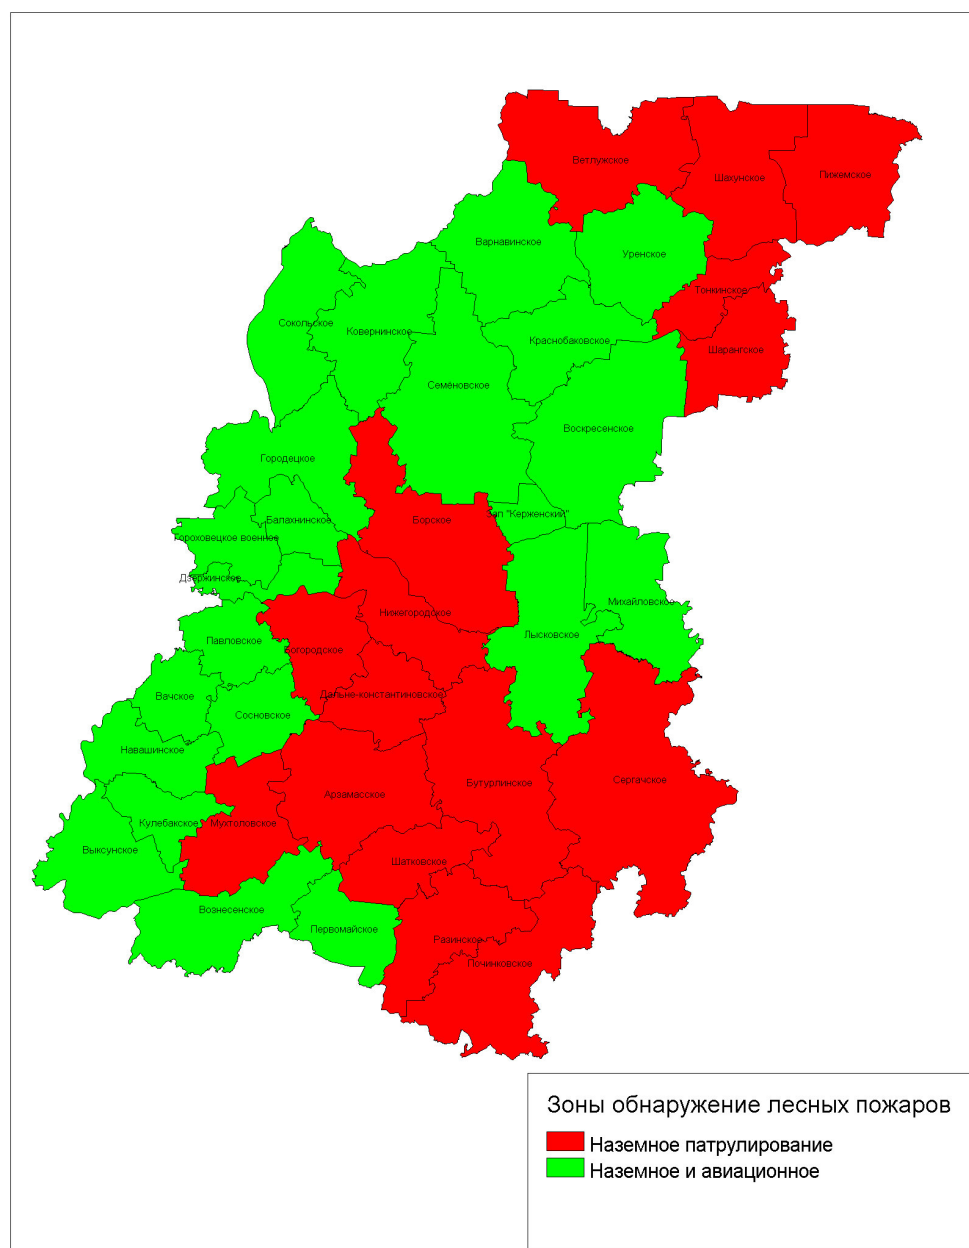 Ветлужское
Шахунское
Пижемское
Варнавинское
Уренское
Тонкинское
Сокольское
Ковернинское
Краснобаковское
Шарангское
Семёновское
Воскресенское
Городецкое
Балахнинское
Борское
Зап "Керженский"
Гороховецкое военнее
Дзержинское
Михайловское
Нижегородское
Павловское
Лысковское
Богородское
Вачское
Дальне-константиновское
Сосновское
Навашинское
Сергачское
Бутурлинское
Арзамасское
Кулебакское
Мухтоловское
Выксунское
Шатковское
Вознесенское
Первомайское
Разинское
Починковское
Зоны обнаружение лесных пожаров
Наземное патрулирование
Наземное и авиационное